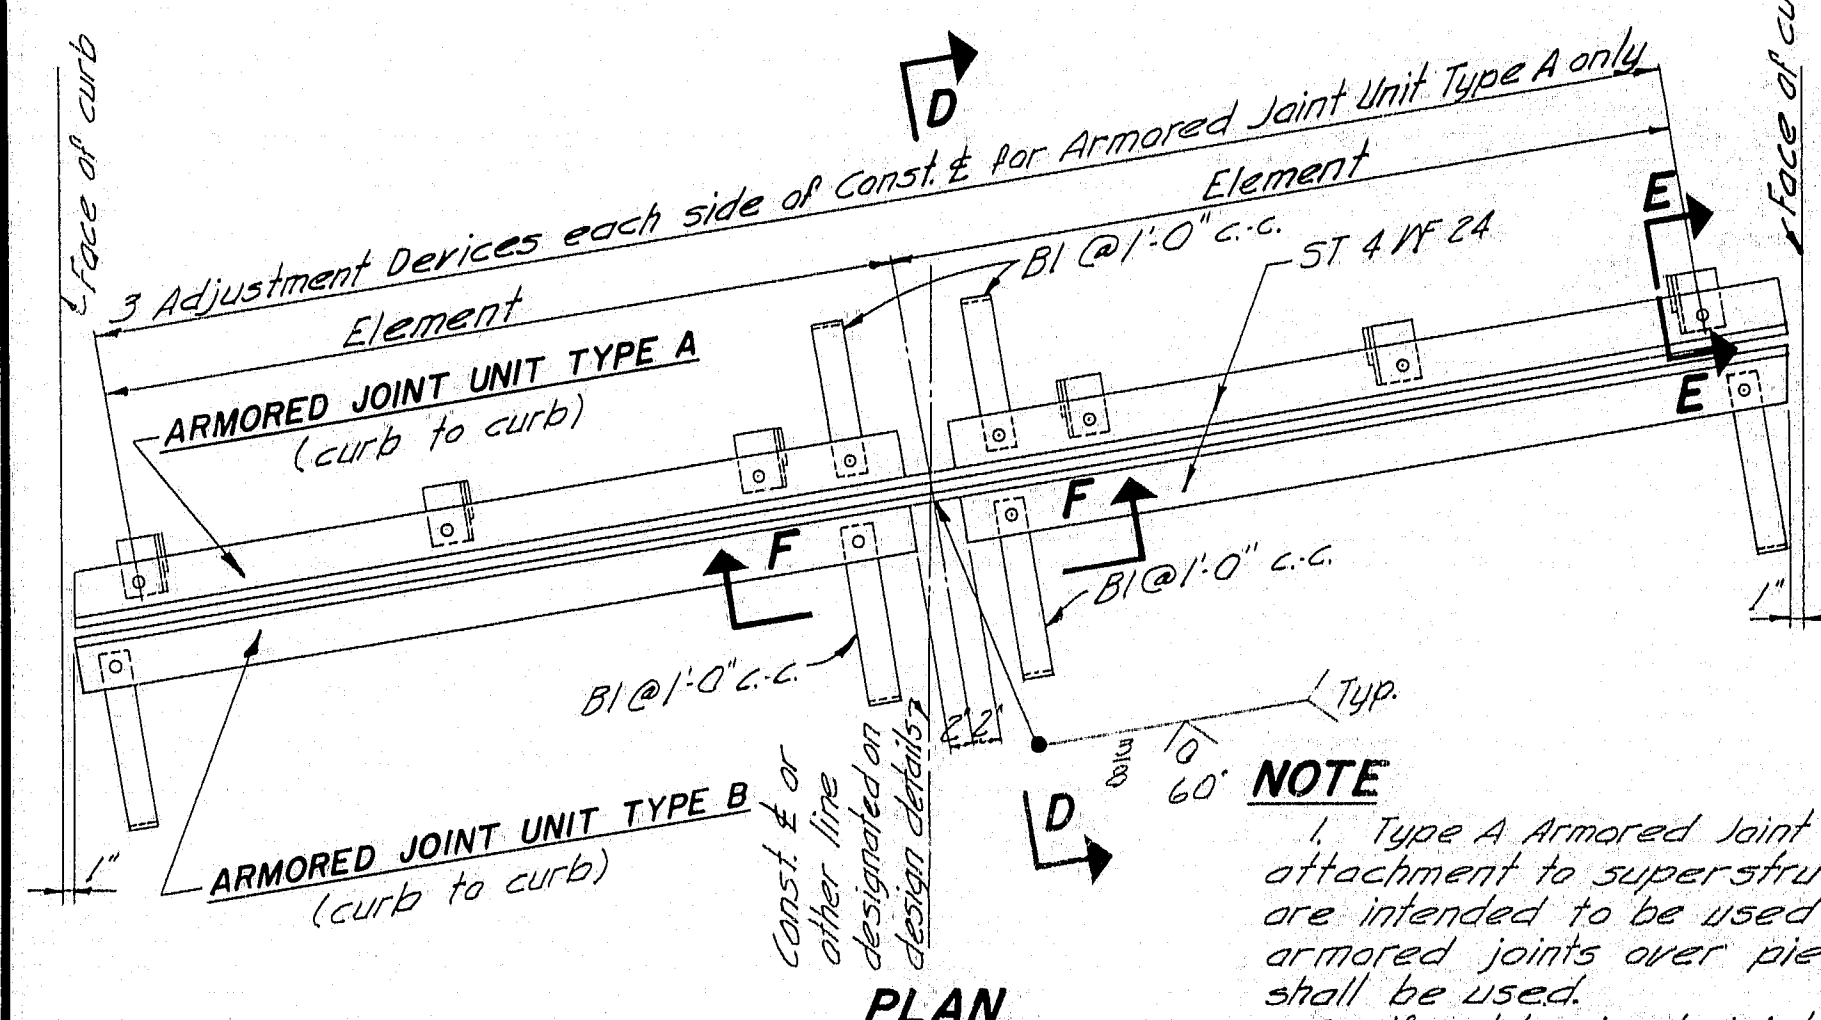 Face of curb
D
3 Adjustment Devices each side of Const. ℄ for Armored Joint Unit Type A only
Face of cu
Element
Element
E
B1 @ 1'-0" c.-c.
ST 4 WF 24
ARMORED JOINT UNIT TYPE A
(curb to curb)
E
F
F
B1 @ 1'-0" c.-c.
B1 @ 1'-0" c.-c.
1"
2" 2"
Typ.
3/8
0
60°
Const. ℄ or
other line
designated on
design details
ARMORED JOINT UNIT TYPE B
(curb to curb)
1"
D
NOTE
1. Type A Armored Joint
attachment to superstru
are intended to be used
armored joints over pie
shall be used.
PLAN